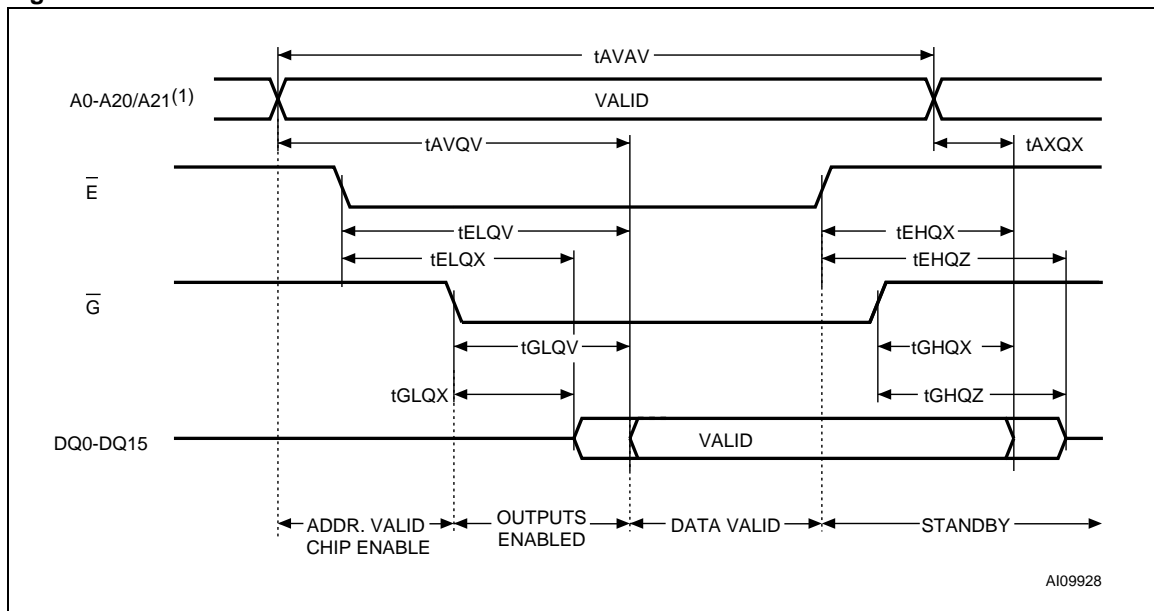 tAVAV
A0-A20/A21(1)
VALID
tAVQV
tAXQX
E
tELQV
tEHQX
tELQX
tEHQZ
G
tGLQV
tGHQX
tGLQX
tGHQZ
DQ0-DQ15
VALID
ADDR. VALID
CHIP ENABLE
OUTPUTS
ENABLED
DATA VALID
STANDBY
AI09928